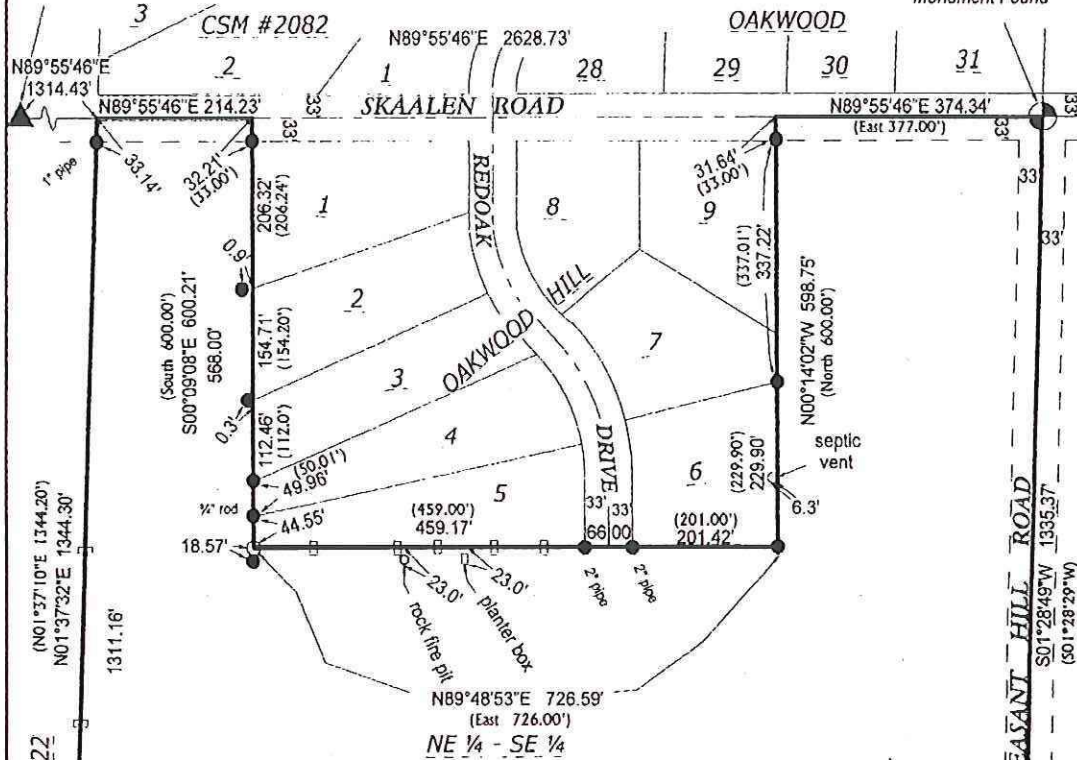 Monument Found
3
CSM #2082
OAKWOOD
N89°55'46"E 2628.73'
N89°55'46"E
1314.43'
2
1
28
29
30
31
N89°55'46"E 214.23'
33'
SKAALEN ROAD
N89°55'46"E 374.34'
(East 377.00')
33'
33'
33'
1" pipe
33.14'
32.21'
(33.00')
31.64'
(33.00')
33'
33'
206.32'
(206.24')
1
REDOAK
8
9
(337.01')
337.22'
0.9'
2
HILL
OAKWOOD
7
N00°14'02"W 598.75'
(North 600.00')
(South 600.00')
S00°09'08"E 600.21'
568.00'
154.71'
(154.20')
3
0.3'
112.46'
(112.0')
4
DRIVE
(50.01')
49.96'
5
6
(229.90')
229.90'
septic
vent
6.3'
¾" rod
44.55'
(459.00')
459.17'
33'
33'
66.00
(201.00')
201.42'
18.57'
23.0'
23.0'
2" pipe
2" pipe
rock fire pit
planter box
(N01°37'10"E 1344.20')
N01°37'32"E 1344.30'
1311.16'
N89°48'53"E 726.59'
(East 726.00')
NE ¼ - SE ¼
EASANT HILL ROAD
S01°28'49"W 1335.37'
(S01°28'29"W)
22